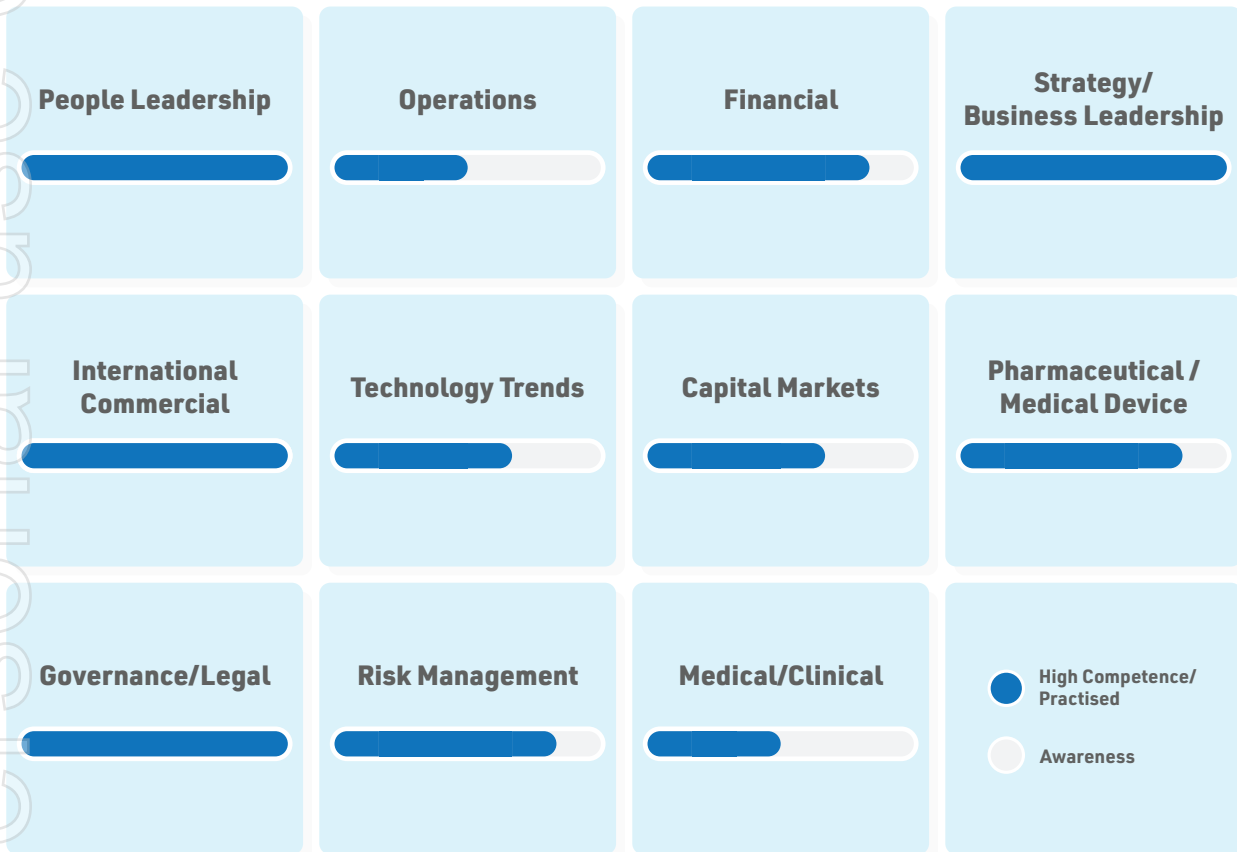 People Leadership
Operations
Financial
Strategy/
Business Leadership
International
Commercial
Technology Trends
Capital Markets
Pharmaceutical /
Medical Device
Governance/Legal
Risk Management
Medical/Clinical
High Competence/
Practised
Awareness